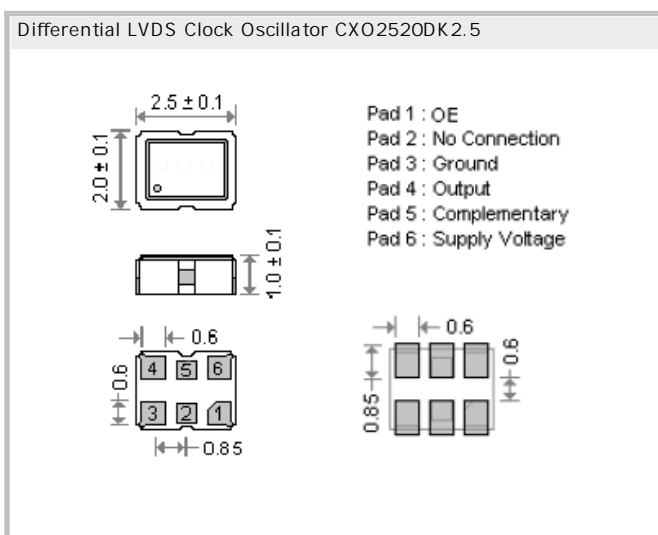 Differential LVDS Clock Oscillator CXO2520DK2.5
2.5 ± 0.1
2.0 ± 0.1
1.0 ± 0.1
Pad 1 : OE
Pad 2 : No Connection
Pad 3 : Ground
Pad 4 : Output
Pad 5 : Complementary
Pad 6 : Supply Voltage
0.6
0.6
4 5 6
3 2 1
0.85
0.6
0.6
0.85